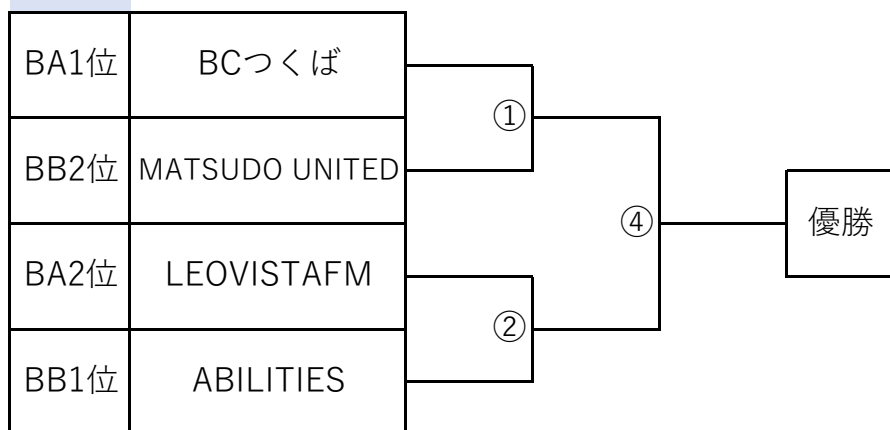 BA1位 BCつくば
①
BB2位 MATSUDO UNITED
④ 優勝
BA2位 LEOVISTAFM
②
BB1位 ABILITIES